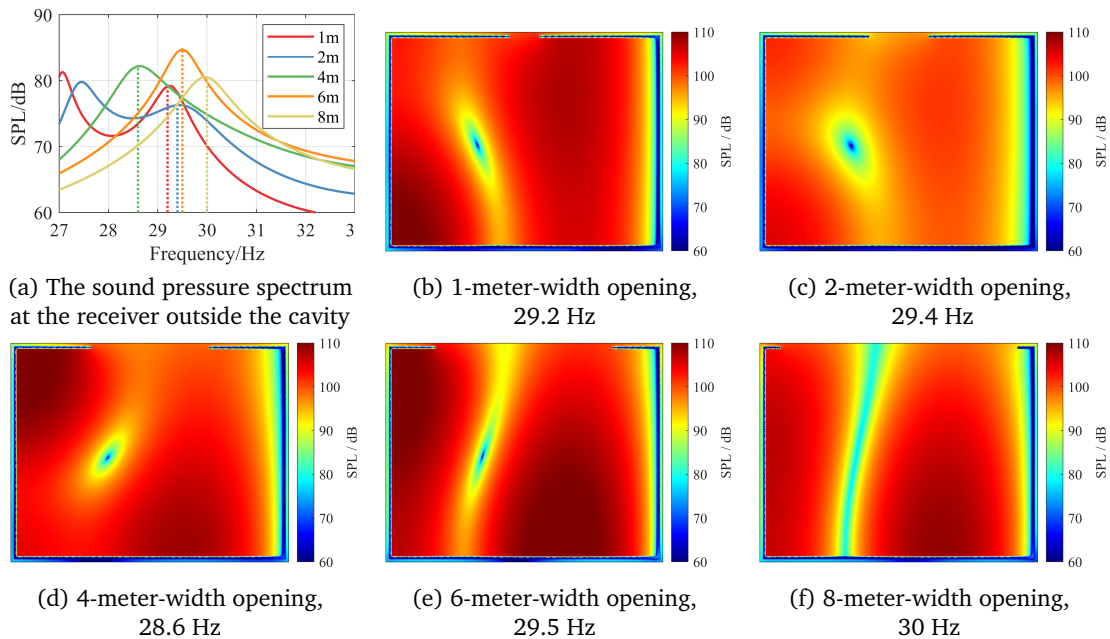 90
80
70
60
SPL/dB
1m
2m
4m
6m
8m
27 28 29 30 31 32 3
Frequency/Hz
(a) The sound pressure spectrum
at the receiver outside the cavity
110
100
90
80
70
60
SPL / dB
(b) 1-meter-width opening,
29.2 Hz
110
100
90
80
70
60
SPL / dB
(c) 2-meter-width opening,
29.4 Hz
110
100
90
80
70
60
SPL / dB
(d) 4-meter-width opening,
28.6 Hz
110
100
90
80
70
60
SPL / dB
(e) 6-meter-width opening,
29.5 Hz
110
100
90
80
70
60
SPL / dB
(f) 8-meter-width opening,
30 Hz